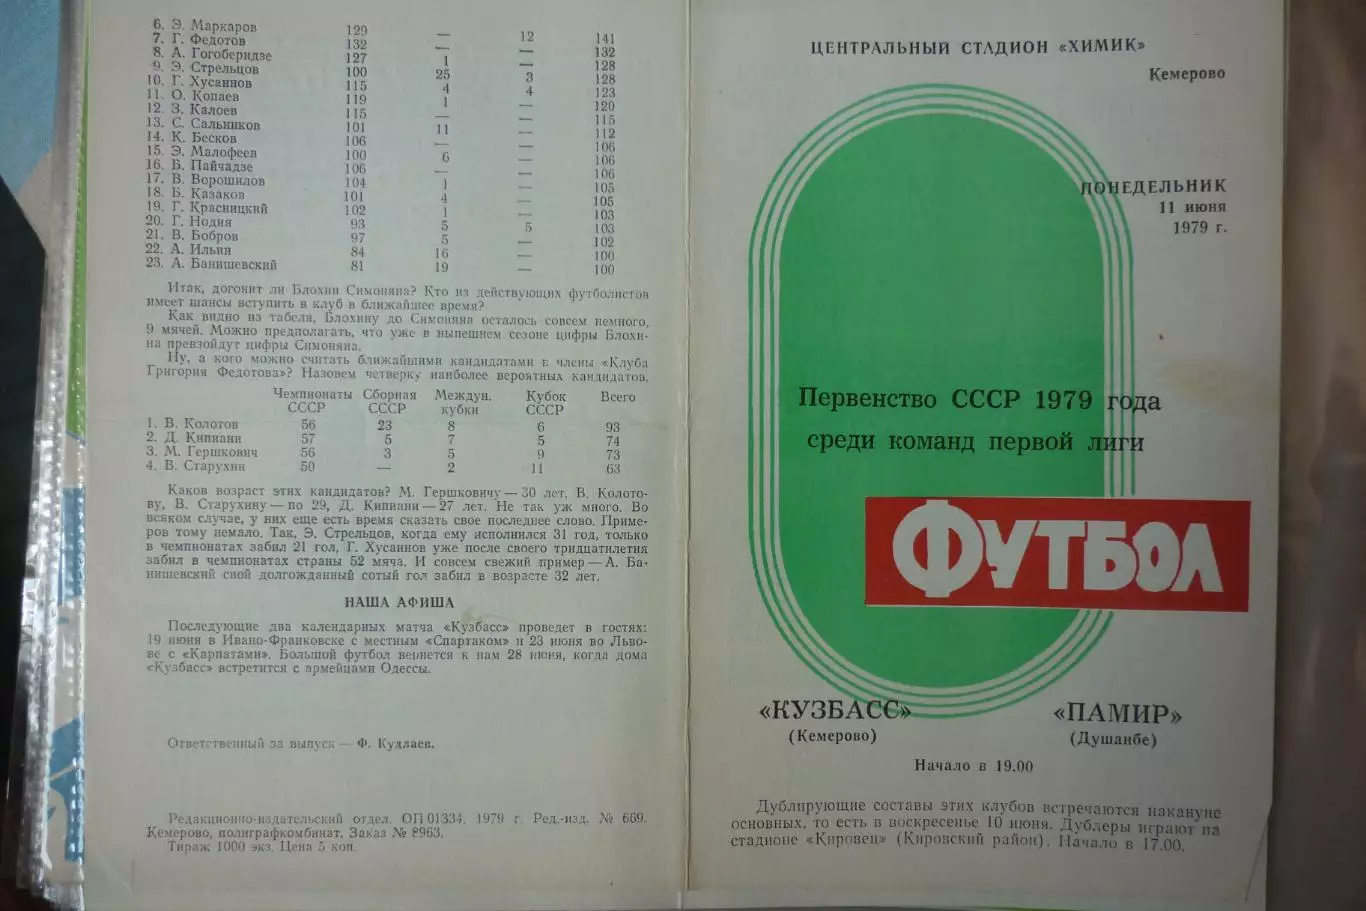 6. Э. Маркаров 129 — 12 141
7. Г. Федотов 132 — — 132
8. А. Гогоберидзе 127 1 — 128
9. Э. Стрельцов 100 25 3 128
10. Г. Хусаинов 115 4 4 123
11. О. Копаев 119 1 — 120
12. З. Калоев 115 — — 115
13. С. Сальников 101 11 — 112
14. К. Бесков 106 — — 106
15. Э. Малофеев 100 6 — 106
16. Б. Пайчадзе 106 — — 106
17. В. Ворошилов 104 1 — 105
18. Б. Казаков 101 4 — 105
19. Г. Красницкий 102 1 — 103
20. Г. Нодия 93 5 5 103
21. В. Бобров 97 5 — 102
22. А. Ильин 84 16 — 100
23. А. Банишевский 81 19 — 100
Итак, догонит ли Блохин Симоняна? Кто из действующих футболистов
имеет шансы вступить в клуб в ближайшее время?
Как видно из табеля, Блохину до Симоняна осталось совсем немного,
9 мячей. Можно предполагать, что уже в нынешнем сезоне цифры Блохи-
на превзойдут цифры Симоняна.
Ну, а кого можно считать ближайшими кандидатами в члены «Клуба
Григория Федотова»? Назовем четверку наиболее вероятных кандидатов.
Чемпионаты Сборная Междун. Кубок Всего
СССР СССР кубки СССР
1. В. Колотов 56 23 8 6 93
2. Д. Кипиани 57 5 7 5 74
3. М. Гершкович 56 3 5 9 73
4. В. Старухин 50 — 2 11 63
Каков возраст этих кандидатов? М. Гершковичу — 30 лет, В. Колото-
ву, В. Старухину — по 29, Д. Кипиани — 27 лет. Не так уж много. Во
всяком случае, у них еще есть время сказать свое последнее слово. Приме-
ров тому немало. Так, Э. Стрельцов, когда ему исполнился 31 год, только
в чемпионатах забил 21 гол, Г. Хусаинов уже после своего тридцатилетия
забил в чемпионатах страны 52 мяча. И совсем свежий пример — А. Ба-
нишевский свой долгожданный сотый гол забил в возрасте 32 лет.
НАША АФИША
Последующие два календарных матча «Кузбасс» проведет в гостях:
19 июня в Ивано-Франковске с местным «Спартаком» и 23 июня во Льво-
ве с «Карпатами». Большой футбол вернется к нам 28 июня, когда дома
«Кузбасс» встретится с армейцами Одессы.
Ответственный за выпуск — Ф. Кудлаев.
Редакционно-издательский отдел. ОП 01334. 1979 г. Ред.-изд. № 669.
Кемерово, полиграфкомбинат. Заказ № 8963.
Тираж 1000 экз. Цена 5 коп.
ЦЕНТРАЛЬНЫЙ СТАДИОН «ХИМИК»
Кемерово
ПОНЕДЕЛЬНИК
11 июня
1979 г.
Первенство СССР 1979 года
среди команд первой лиги
ФУТБОЛ
«КУЗБАСС» «ПАМИР»
(Кемерово) (Душанбе)
Начало в 19.00
Дублирующие составы этих клубов встречаются накануне
основных, то есть в воскресенье 10 июня. Дублеры играют на
стадионе «Кировец» (Кировский район). Начало в 17.00.